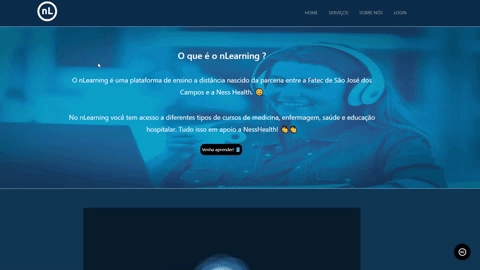 nL
HOME SERVIÇOS SOBRE NÓS LOGIN
O que é o nLearning ?
O nLearning é uma plataforma de ensino a distância nascido da parceria entre a Fatec de São José dos
Campos e a Ness Health. 😊
No nLearning você tem acesso a diferentes tipos de cursos de medicina, enfermagem, saúde e educação
hospitalar. Tudo isso em apoio a NessHealth! 👏👏
Venha aprender!
nL